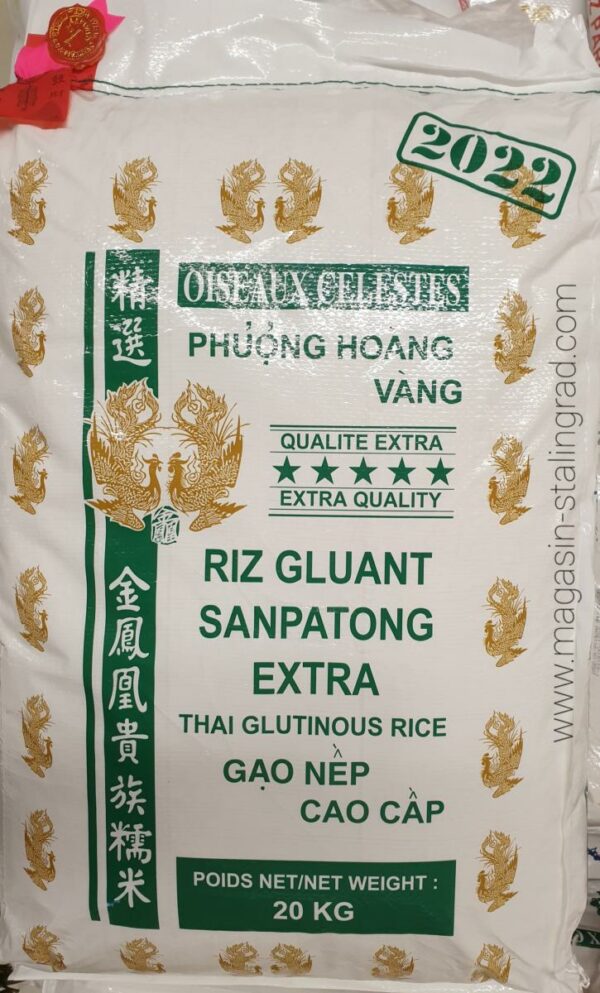 2022
精選
OISEAUX CELESTES
PHUỘNG HOÀNG
VÀNG
QUALITE EXTRA
EXTRA QUALITY
金鳳凰貴族糯米
RIZ GLUANT
SANPATONG
EXTRA
THAI GLUTINOUS RICE
GẠO NẾP
CAO CẦP
POIDS NET/NET WEIGHT :
20 KG
www.magasin-stalingrad.com